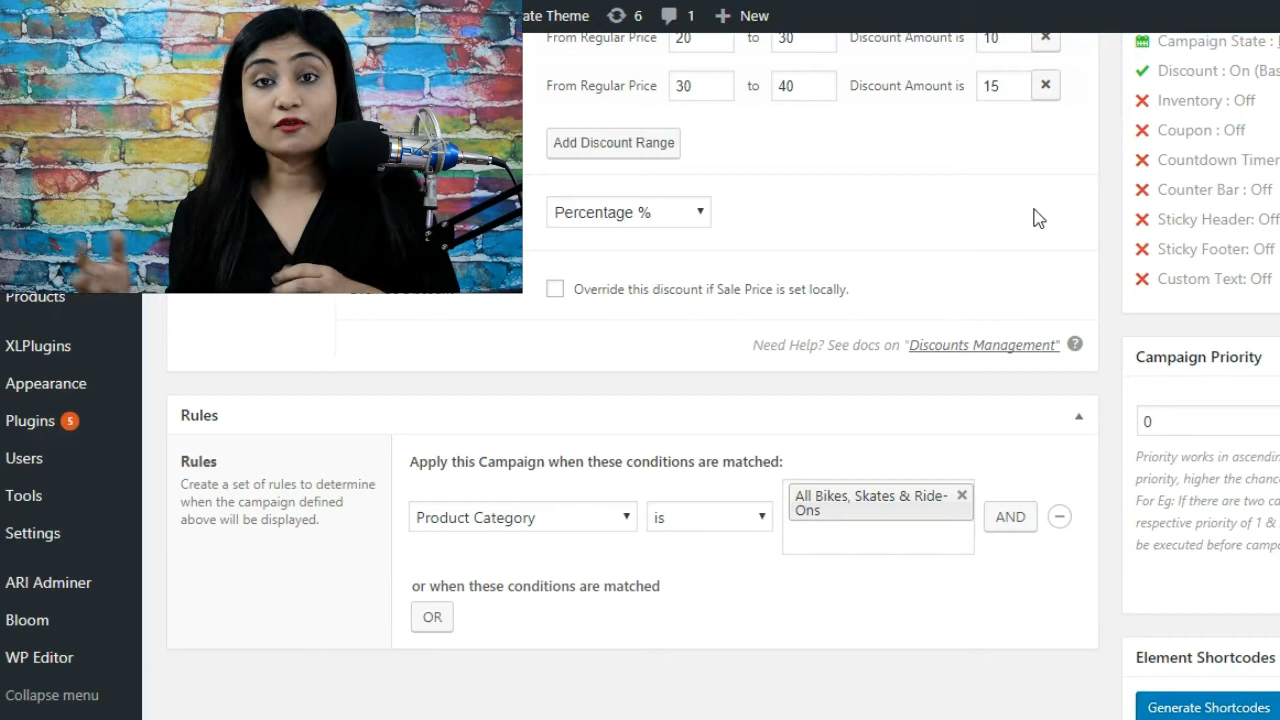 ate Theme
6
1
New
From Regular Price 20 to 30 Discount Amount is 10
From Regular Price 30 to 40 Discount Amount is 15
Add Discount Range
Percentage %
Override this discount if Sale Price is set locally.
Need Help? See docs on "Discounts Management"
Products
XLPlugins
Appearance
Plugins 5
Users
Tools
Settings
ARI Adminer
Bloom
WP Editor
Collapse menu
Rules
Rules
Create a set of rules to determine
when the campaign defined
above will be displayed.
Apply this Campaign when these conditions are matched:
Product Category
is
All Bikes, Skates & Ride-
Ons
AND
or when these conditions are matched
OR
Campaign State :
Discount : On (Bas
Inventory : Off
Coupon : Off
Countdown Timer
Counter Bar : Off
Sticky Header: Off
Sticky Footer: Off
Custom Text: Off
Campaign Priority
0
Priority works in ascendin
priority, higher the chance
For Eg: If there are two ca
respective priority of 1 &
be executed before campa
Element Shortcodes
Generate Shortcodes